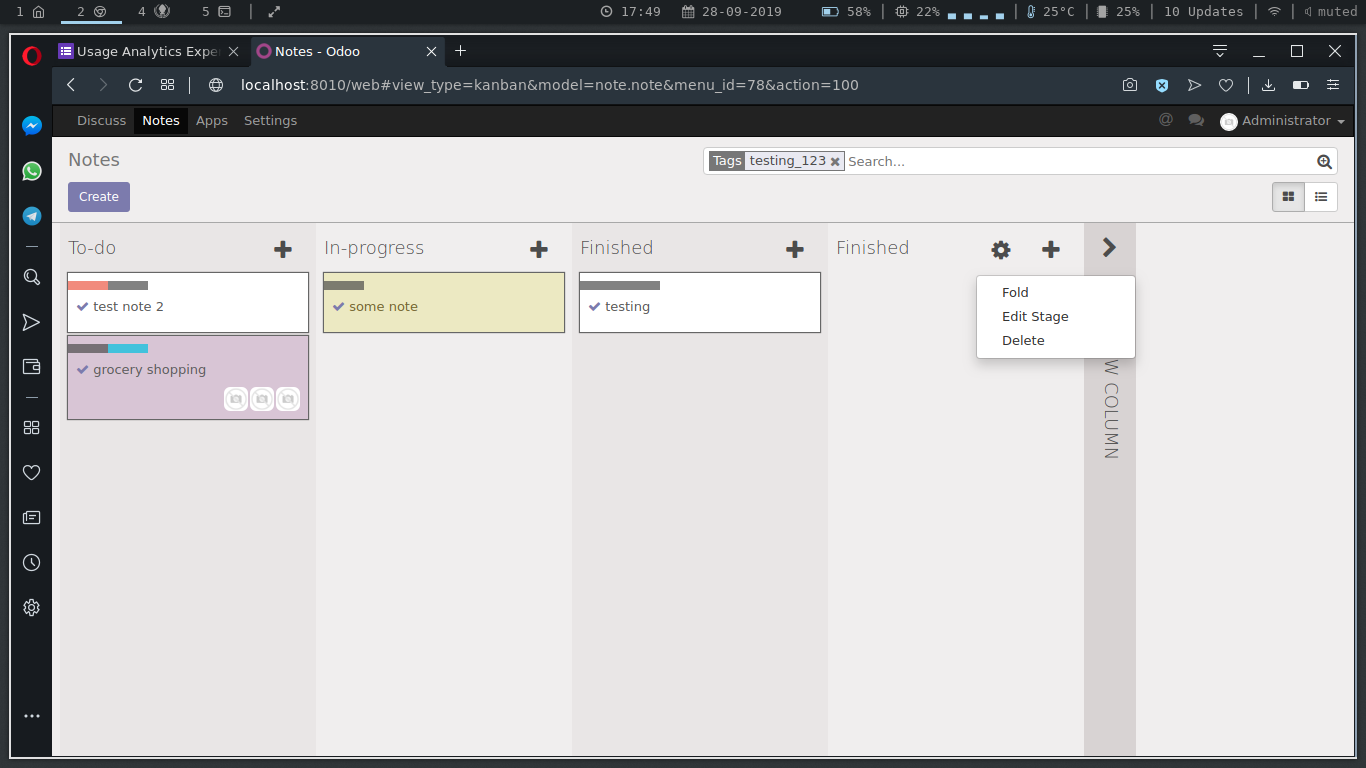 1 2 4 5 17:49 28-09-2019 58% 22% 25°C 25% 10 Updates muted
Usage Analytics Expe Notes - Odoo
localhost:8010/web#view_type=kanban&model=note.note&menu_id=78&action=100
Discuss Notes Apps Settings @ Administrator
Notes Tags testing_123 Search...
Create
To-do In-progress Finished Finished
test note 2 some note testing
grocery shopping
Fold
Edit Stage
Delete
W COLUMN